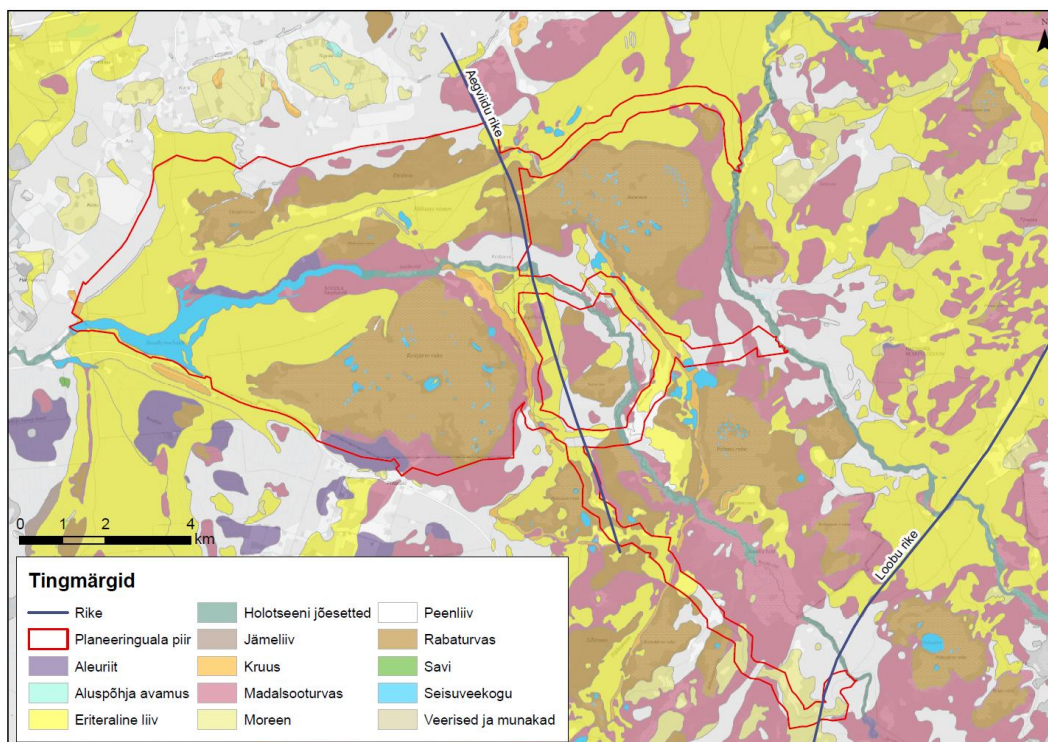 N
Aegviidu rike
Loobu rike
0 1 2 4
km
Tingmärgid
Rike
Planeeringuala piir
Aleuriit
Aluspõhja avamus
Eriteraline liiv
Holotseeni jõesetted
Jämeliiv
Kruus
Madalsooturvas
Moreen
Peenliiv
Rabaturvas
Savi
Seisuveekogu
Veerised ja munakad